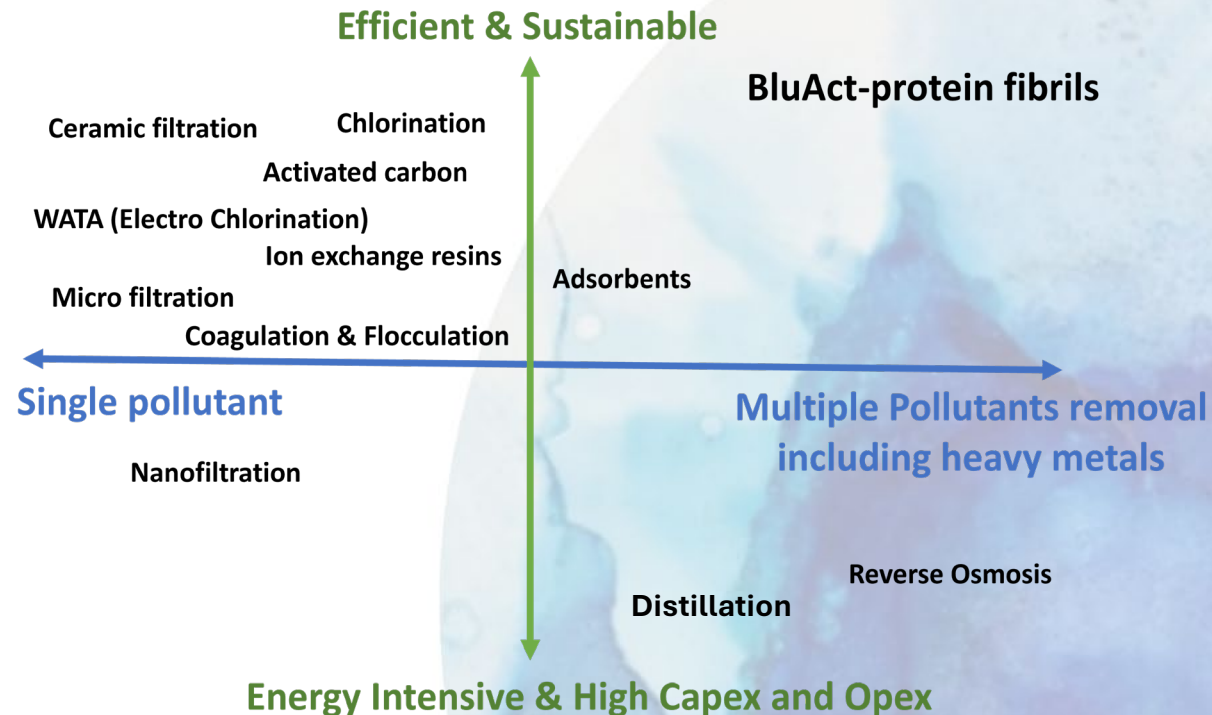 Efficient & Sustainable
BluAct-protein fibrils
Ceramic filtration
Chlorination
Activated carbon
WATA (Electro Chlorination)
Ion exchange resins
Adsorbents
Micro filtration
Coagulation & Flocculation
Single pollutant
Multiple Pollutants removal
including heavy metals
Nanofiltration
Reverse Osmosis
Distillation
Energy Intensive & High Capex and Opex